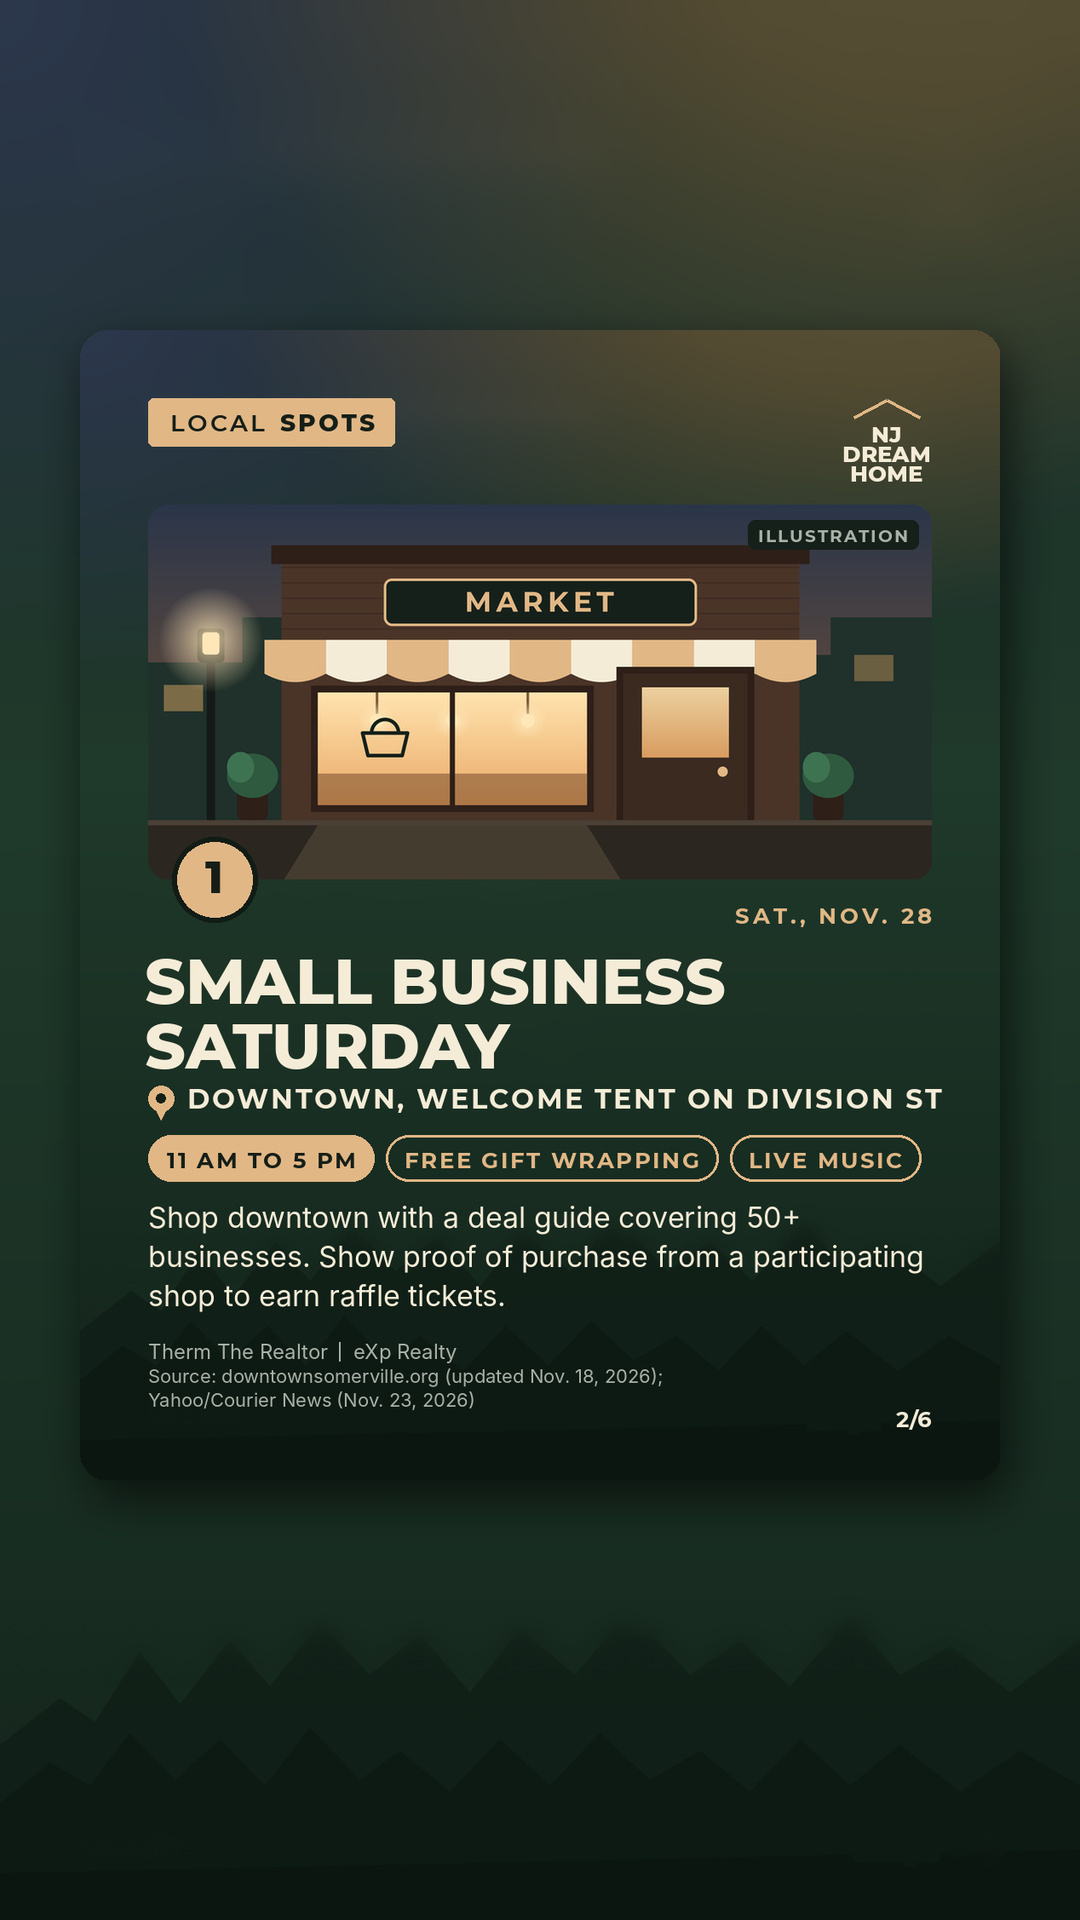 LOCAL SPOTS
NJ
DREAM
HOME
ILLUSTRATION
MARKET
1
SAT., NOV. 28
SMALL BUSINESS
SATURDAY
DOWNTOWN, WELCOME TENT ON DIVISION ST
11 AM TO 5 PM
FREE GIFT WRAPPING
LIVE MUSIC
Shop downtown with a deal guide covering 50+
businesses. Show proof of purchase from a participating
shop to earn raffle tickets.
Therm The Realtor | eXp Realty
Source: downtownsomerville.org (updated Nov. 18, 2026);
Yahoo/Courier News (Nov. 23, 2026)
2/6